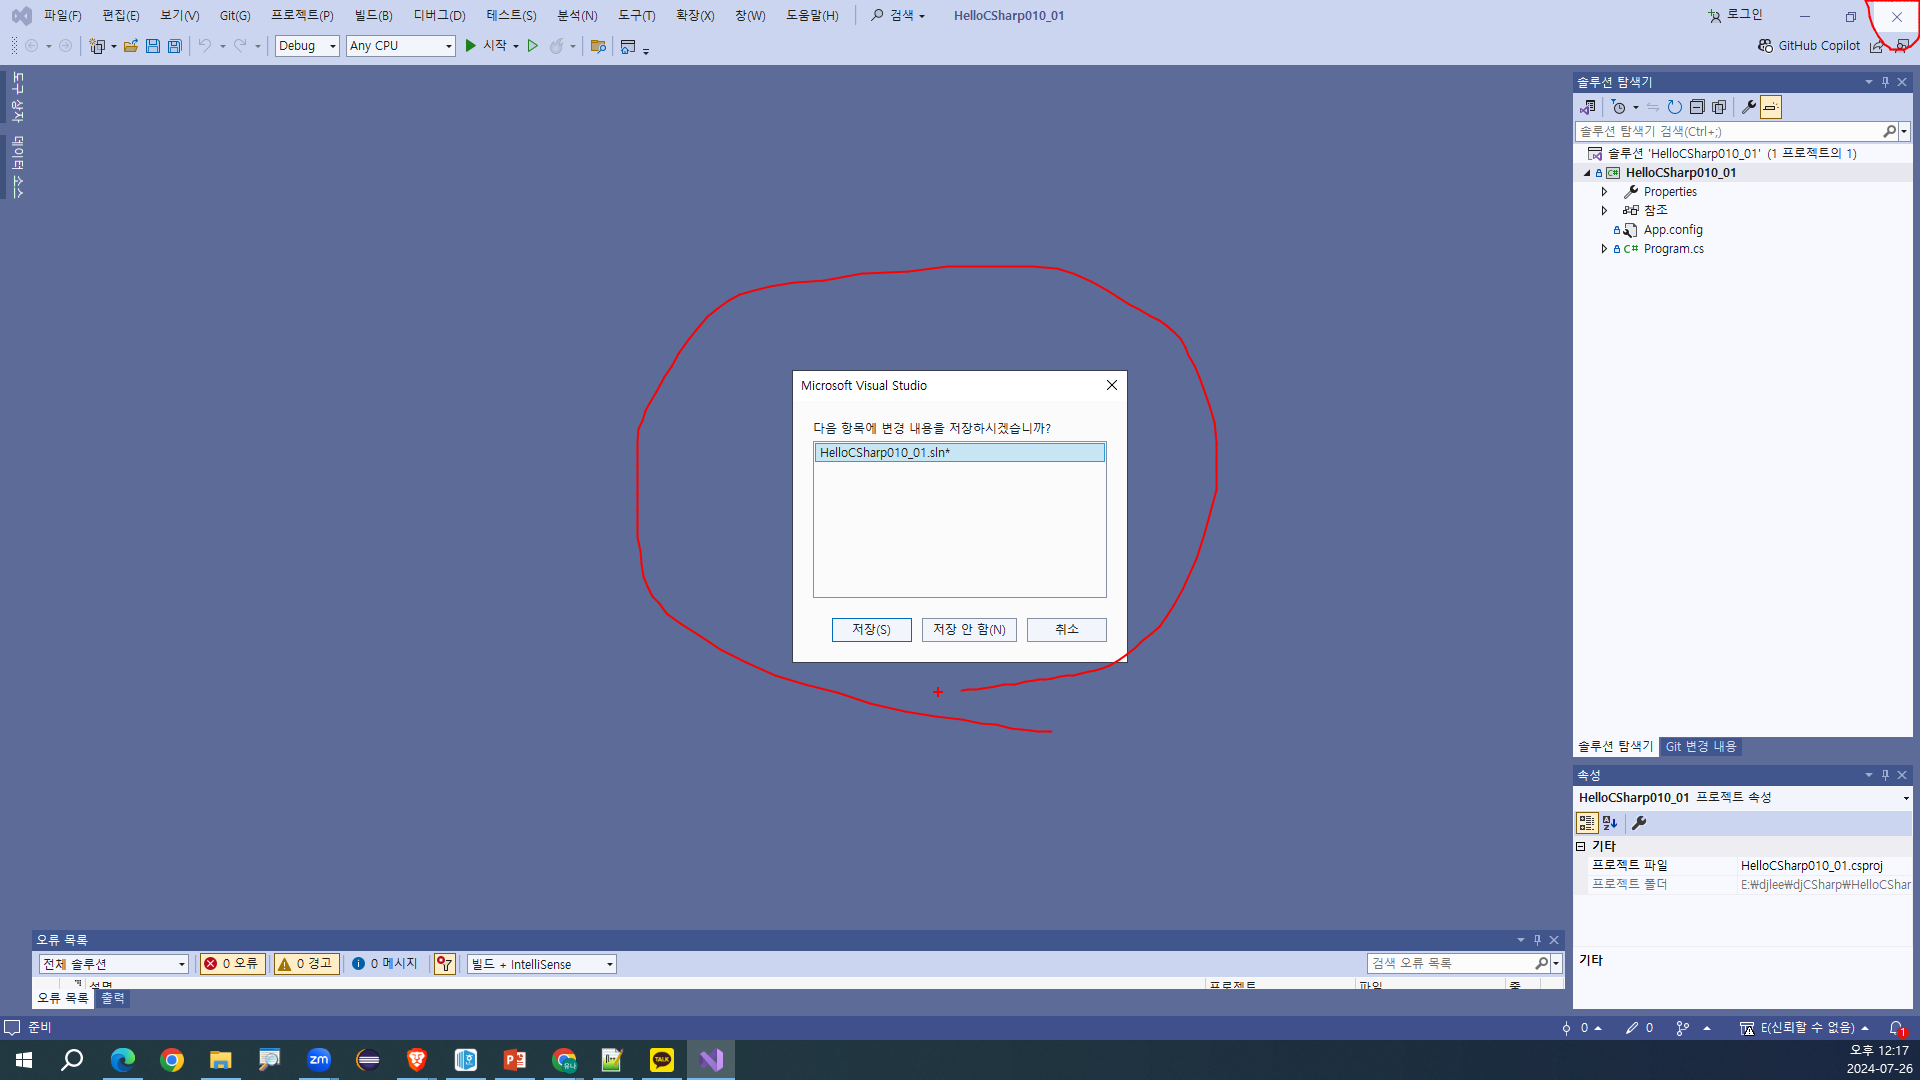 파일(F) 편집(E) 보기(V) Git(G) 프로젝트(P) 빌드(B) 디버그(D) 테스트(S) 분석(N) 도구(T) 확장(X) 창(W) 도움말(H) 검색 HelloCSharp010_01 로그인
Debug Any CPU 시작 GitHub Copilot
도구 상자
데이터 소스
솔루션 탐색기
솔루션 탐색기 검색(Ctrl+;)
솔루션 'HelloCSharp010_01' (1 프로젝트의 1)
C# HelloCSharp010_01
Properties
참조
App.config
C# Program.cs
Microsoft Visual Studio
다음 항목에 변경 내용을 저장하시겠습니까?
HelloCSharp010_01.sln*
저장(S) 저장 안 함(N) 취소
솔루션 탐색기 Git 변경 내용
속성
HelloCSharp010_01 프로젝트 속성
기타
프로젝트 파일 HelloCSharp010_01.csproj
프로젝트 폴더 E:\djlee\djCSharp\HelloCShar
기타
오류 목록
전체 솔루션 0 오류 0 경고 0 메시지 빌드 + IntelliSense 검색 오류 목록
설명 프로젝트 파일 줄
오류 목록 출력
준비 0 0 E(신뢰할 수 없음) 1
zm TALK
오후 12:17
2024-07-26